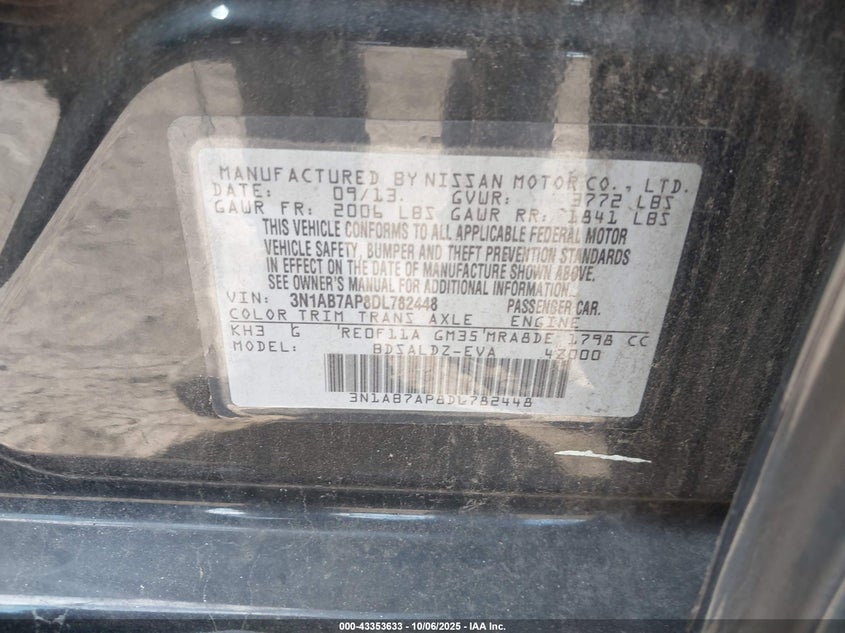 MANUFACTURED BY NISSAN MOTOR CO., LTD.
DATE: 09/13 GVWR: 3772 LBS
GAWR FR: 2006 LBS GAWR RR: 1841 LBS
THIS VEHICLE CONFORMS TO ALL APPLICABLE FEDERAL MOTOR
VEHICLE SAFETY, BUMPER AND THEFT PREVENTION STANDARDS
IN EFFECT ON THE DATE OF MANUFACTURE SHOWN ABOVE.
SEE OWNER'S MANUAL FOR ADDITIONAL INFORMATION.
VIN: 3N1AB7AP8DL782448 PASSENGER CAR.
COLOR TRIM TRANS AXLE ENGINE
KH3 G RE0F11A GM35 MRA8DE 1798 CC
MODEL: BDSALDZ-EVA 4Z000
3N1AB7AP8DL782448
000-43353633 - 10/06/2025 - IAA Inc.